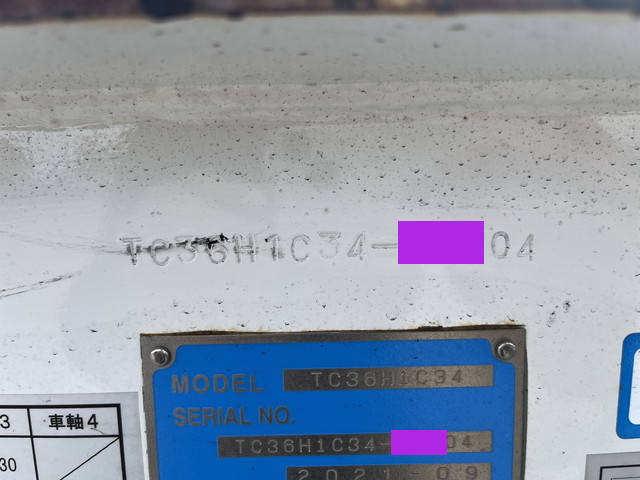 TC36H1C34-04
MODEL TC36H1C34
SERIAL NO.
TC36H1C34-04
2021-09
3 車軸4
30